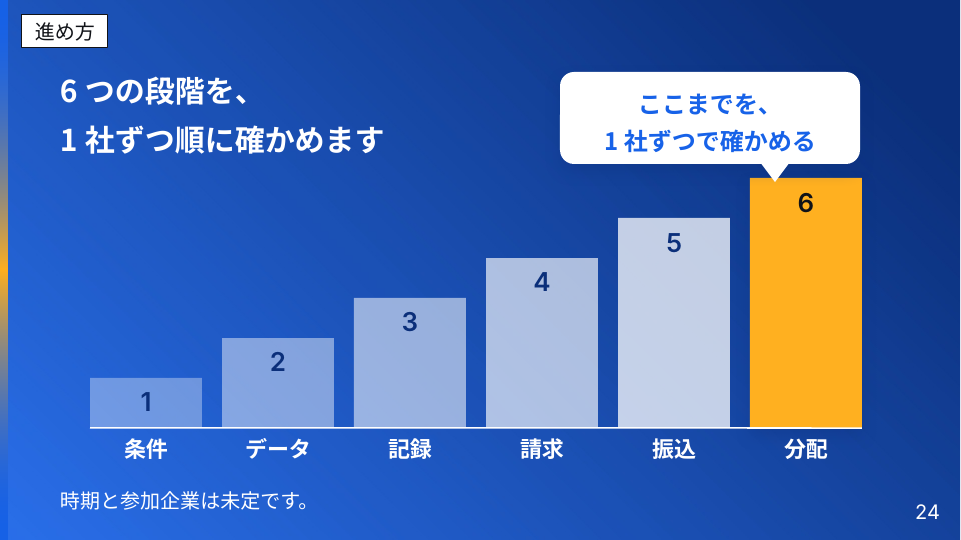 進め方
6 つの段階を、
1 社ずつ順に確かめます
ここまでを、
1 社ずつで確かめる
1
2
3
4
5
6
条件
データ
記録
請求
振込
分配
時期と参加企業は未定です。
24